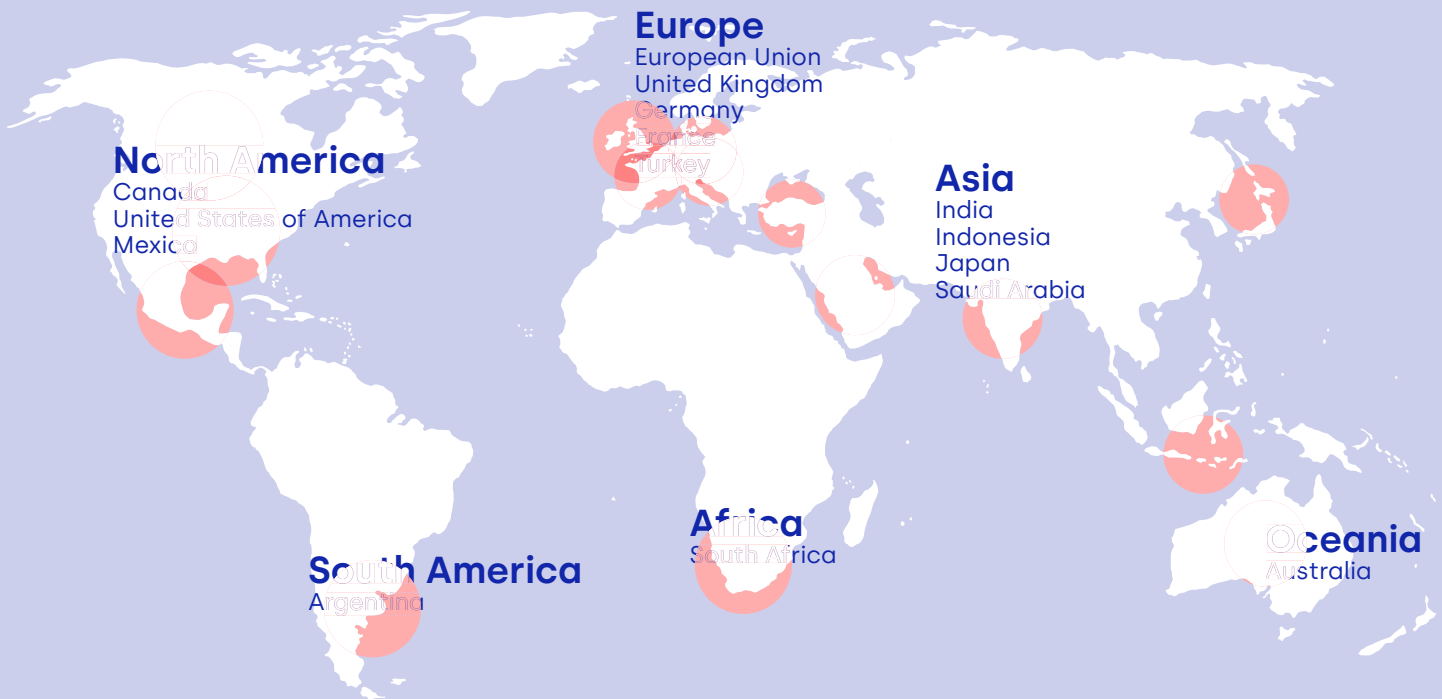 Europe
European Union
United Kingdom
Germany
France
Turkey
North America
Canada
United States of America
Mexico
Asia
India
Indonesia
Japan
Saudi Arabia
Africa
South Africa
Oceania
Australia
South America
Argentina